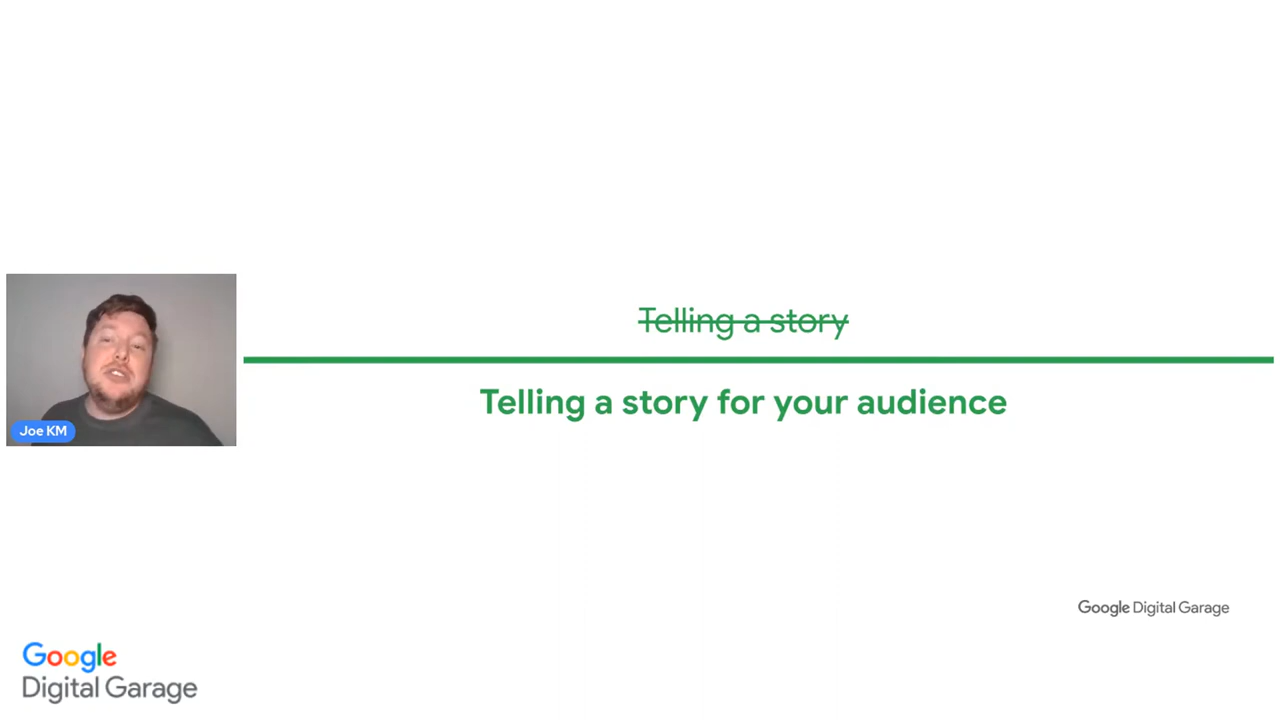 Telling a story
Telling a story for your audience
Joe KM
Google Digital Garage
Google
Digital Garage